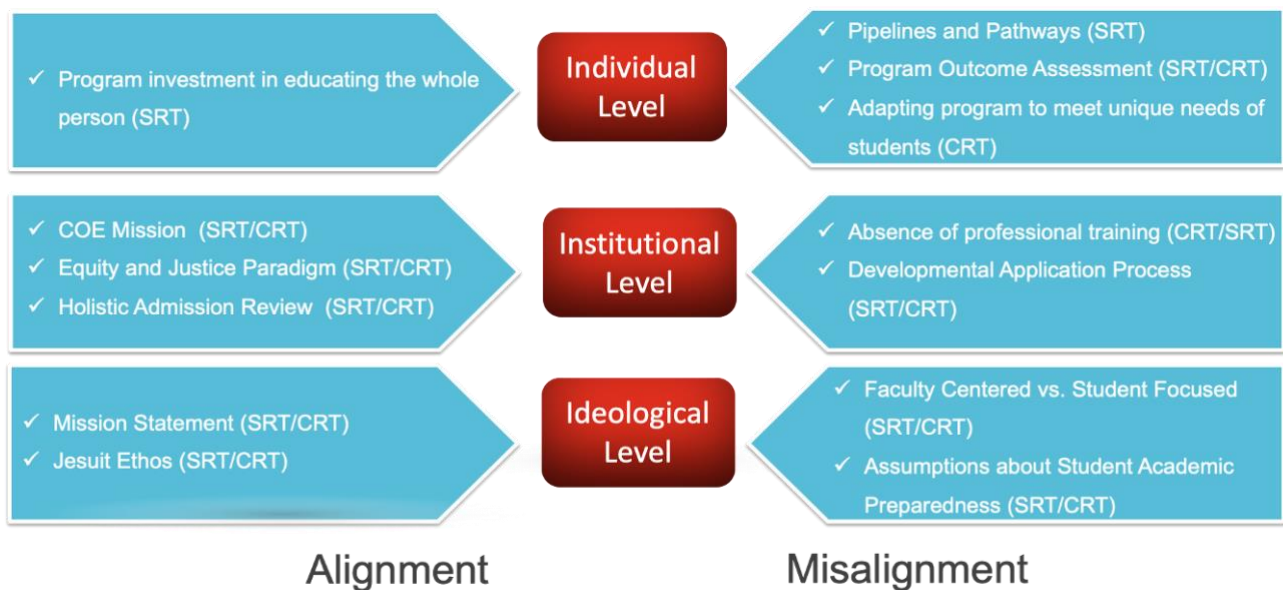 ✓ Program investment in educating the whole
person (SRT)
Individual
Level
✓ Pipelines and Pathways (SRT)
✓ Program Outcome Assessment (SRT/CRT)
✓ Adapting program to meet unique needs of
students (CRT)
✓ COE Mission (SRT/CRT)
✓ Equity and Justice Paradigm (SRT/CRT)
✓ Holistic Admission Review (SRT/CRT)
Institutional
Level
✓ Absence of professional training (CRT/SRT)
✓ Developmental Application Process
(SRT/CRT)
✓ Mission Statement (SRT/CRT)
✓ Jesuit Ethos (SRT/CRT)
Ideological
Level
✓ Faculty Centered vs. Student Focused
(SRT/CRT)
✓ Assumptions about Student Academic
Preparedness (SRT/CRT)
Alignment
Misalignment